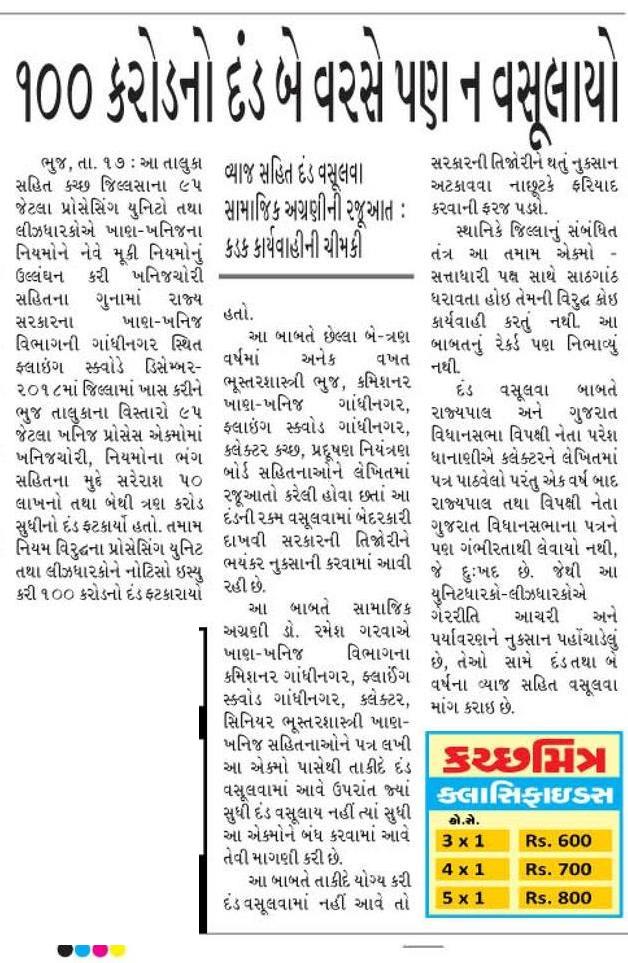 ૧૦૦ કરોડનો દંડ બે વરસે પણ ન વસૂલાયો
ભુજ, તા. ૧૭ : આ તાલુકા
સહિત કચ્છ જિલ્લસાના ૯૫
જેટલા પ્રોસેસિંગ યુનિટો તથા
લીઝધારકોએ ખાણ-ખનિજના
નિયમોને નેવે મૂકી નિયમોનું
ઉલ્લંઘન કરી ખનિજચોરી
સહિતના ગુનામાં રાજ્ય
સરકારના ખાણ-ખનિજ
વિભાગની ગાંધીનગર સ્થિત
ફ્લાઇંગ સ્ક્વોડે ડિસેમ્બર-
૨૦૧૮માં જિલ્લામાં ખાસ કરીને
ભુજ તાલુકાના વિસ્તારો ૯૫
જેટલા ખનિજ પ્રોસેસ એકમોમાં
ખનિજચોરી, નિયમોના ભંગ
સહિતના મુદ્દે સરેરાશ ૫૦
લાખનો તથા બેથી ત્રણ કરોડ
સુધીનો દંડ ફટકાર્યો હતો. તમામ
નિયમ વિરુદ્ધના પ્રોસેસિંગ યુનિટ
તથા લીઝધારકોને નોટિસો ઇસ્યુ
કરી ૧૦૦ કરોડનો દંડ ફટકારાયો
વ્યાજ સહિત દંડ વસૂલવા
સામાજિક અગ્રણીની રજૂઆત :
કડક કાર્યવાહીની ચીમકી
હતો.
આ બાબતે છેલ્લા બે-ત્રણ
વર્ષમાં અનેક વખત
ભૂસ્તરશાસ્ત્રી ભુજ, કમિશનર
ખાણ-ખનિજ ગાંધીનગર,
ફ્લાઇંગ સ્ક્વોડ ગાંધીનગર,
કલેક્ટર કચ્છ, પ્રદૂષણ નિયંત્રણ
બોર્ડ સહિતનાઓને લેખિતમાં
રજૂઆતો કરેલી હોવા છતાં આ
દંડની રકમ વસૂલવામાં બેદરકારી
દાખવી સરકારની તિજોરીને
ભયંકર નુકસાની કરવામાં આવી
રહી છે.
આ બાબતે સામાજિક
અગ્રણી ડો. રમેશ ગરવાએ
ખાણ-ખનિજ વિભાગના
કમિશનર ગાંધીનગર, ફ્લાઈંગ
સ્ક્વોડ ગાંધીનગર, કલેક્ટર,
સિનિયર ભૂસ્તરશાસ્ત્રી ખાણ-
ખનિજ સહિતનાઓને પત્ર લખી
આ એકમો પાસેથી તાકીદે દંડ
વસૂલવામાં આવે ઉપરાંત જ્યાં
સુધી દંડ વસૂલાય નહીં ત્યાં સુધી
આ એકમોને બંધ કરવામાં આવે
તેવી માગણી કરી છે.
આ બાબતે તાકીદે યોગ્ય કરી
દંડ વસૂલવામાં નહીં આવે તો
સરકારની તિજોરીને થતું નુકસાન
અટકાવવા નાછૂટકે ફરિયાદ
કરવાની ફરજ પડશે.
સ્થાનિકે જિલ્લાનું સંબંધિત
તંત્ર આ તમામ એકમો -
સત્તાધારી પક્ષ સાથે સાઠગાંઠ
ધરાવતા હોઇ તેમની વિરુદ્ધ કોઇ
કાર્યવાહી કરતું નથી. આ
બાબતનું રેકર્ડ પણ નિભાવ્યું
નથી.
દંડ વસૂલવા બાબતે
રાજ્યપાલ અને ગુજરાત
વિધાનસભા વિપક્ષી નેતા પરેશ
ધાનાણીએ કલેક્ટરને લેખિતમાં
પત્ર પાઠવેલો પરંતુ એક વર્ષ બાદ
રાજ્યપાલ તથા વિપક્ષી નેતા
ગુજરાત વિધાનસભાના પત્રને
પણ ગંભીરતાથી લેવાયો નથી,
જે દુઃખદ છે. જેથી આ
યુનિટધારકો-લીઝધારકોએ
ગેરરીતિ આચરી અને
પર્યાવરણને નુકસાન પહોંચાડેલું
છે, તેઓ સામે દંડ તથા બે
વર્ષના વ્યાજ સહિત વસૂલવા
માંગ કરાઇ છે.
કચ્છમિત્ર
ક્લાસિફાઇડ્સ
કો.સે.
3 x 1 Rs. 600
4 x 1 Rs. 700
5 x 1 Rs. 800